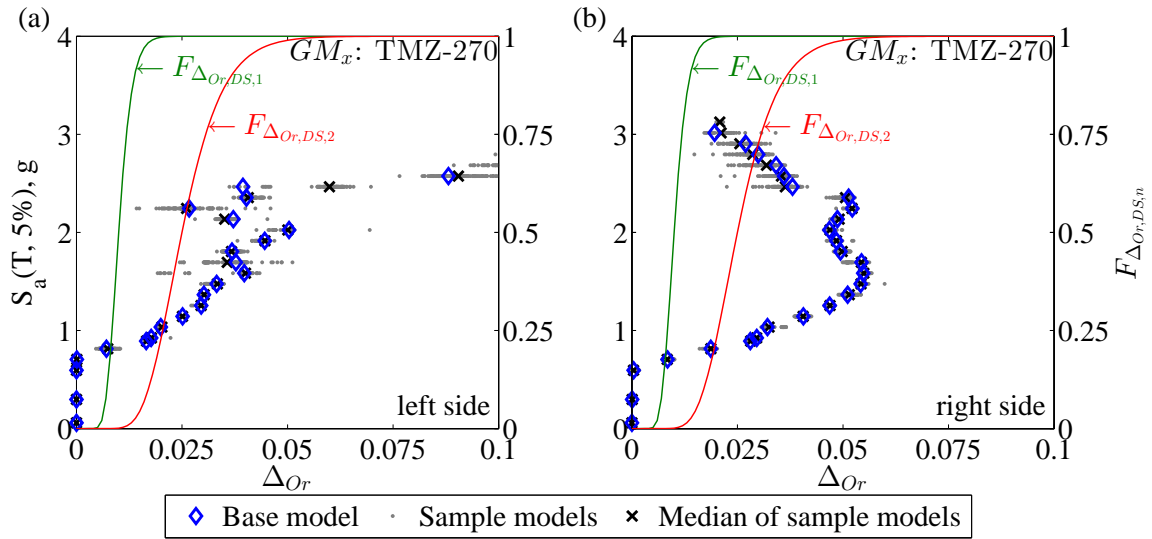 (a)
4
3
2
1
0
S_a(T, 5%), g
GM_x: TMZ-270
F_{Δ_{Or,DS,1}}
F_{Δ_{Or,DS,2}}
left side
1
0.75
0.5
0.25
0
0 0.025 0.05 0.075 0.1
Δ_{Or}
(b)
4
3
2
1
0
GM_x: TMZ-270
F_{Δ_{Or,DS,1}}
F_{Δ_{Or,DS,2}}
right side
1
0.75
0.5
0.25
0
F_{Δ_{Or,DS,n}}
0 0.025 0.05 0.075 0.1
Δ_{Or}
Base model Sample models Median of sample models